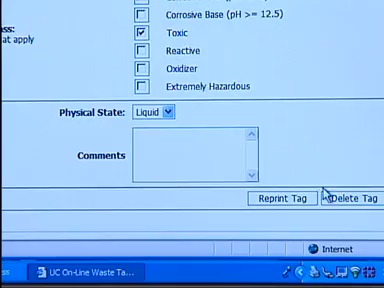 Corrosive Base (pH >= 12.5)
ss:
at apply
Toxic
Reactive
Oxidizer
Extremely Hazardous
Physical State: Liquid
Comments
Reprint Tag Delete Tag
Internet
ss UC On-Line Waste Ta...